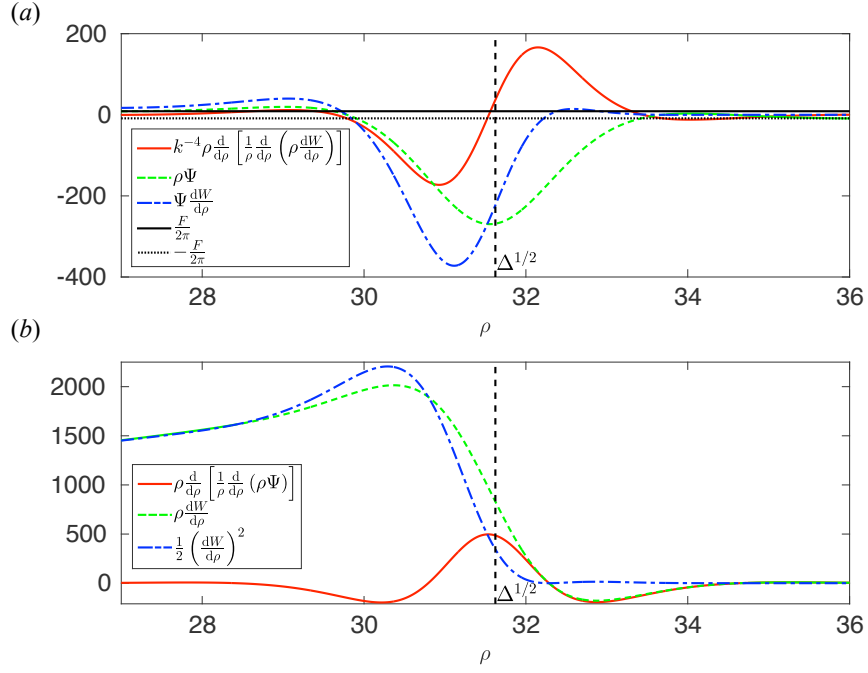 (a)
200
0
-200
-400
k⁻⁴ρ d/dρ [1/ρ d/dρ (ρ dW/dρ)]
ρΨ
Ψ dW/dρ
F/2π
−F/2π
Δ^{1/2}
28 30 32 34 36
ρ
(b)
2000
1500
1000
500
0
ρ d/dρ [1/ρ d/dρ (ρΨ)]
ρ dW/dρ
1/2 (dW/dρ)²
Δ^{1/2}
28 30 32 34 36
ρ